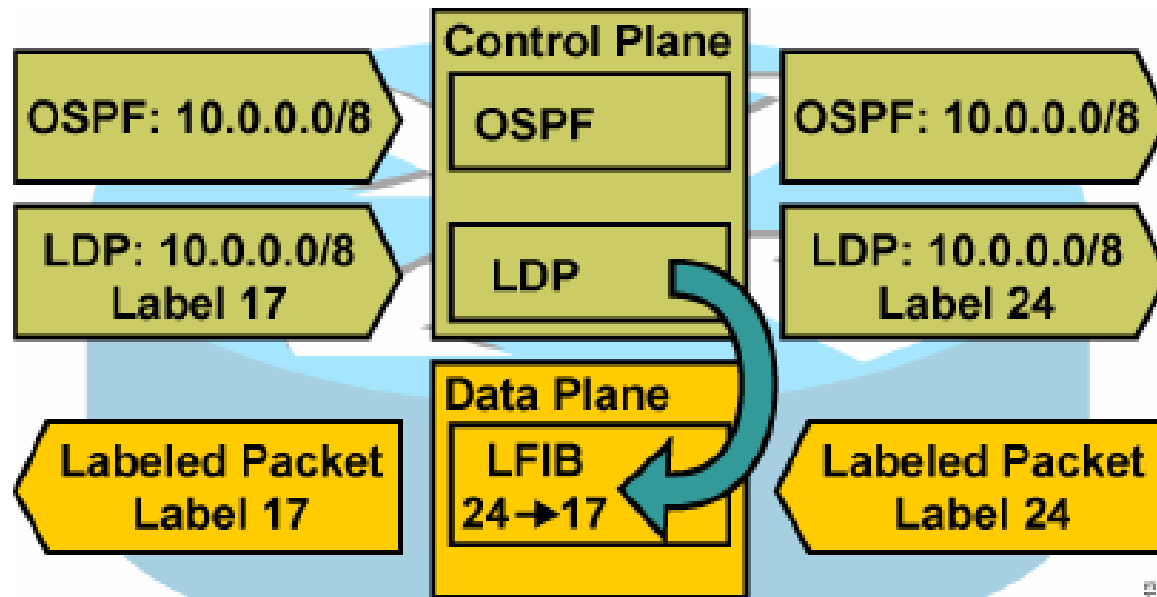 Control Plane
OSPF: 10.0.0.0/8
OSPF
OSPF: 10.0.0.0/8
LDP: 10.0.0.0/8
Label 17
LDP
LDP: 10.0.0.0/8
Label 24
Data Plane
Labeled Packet
Label 17
LFIB
24→17
Labeled Packet
Label 24